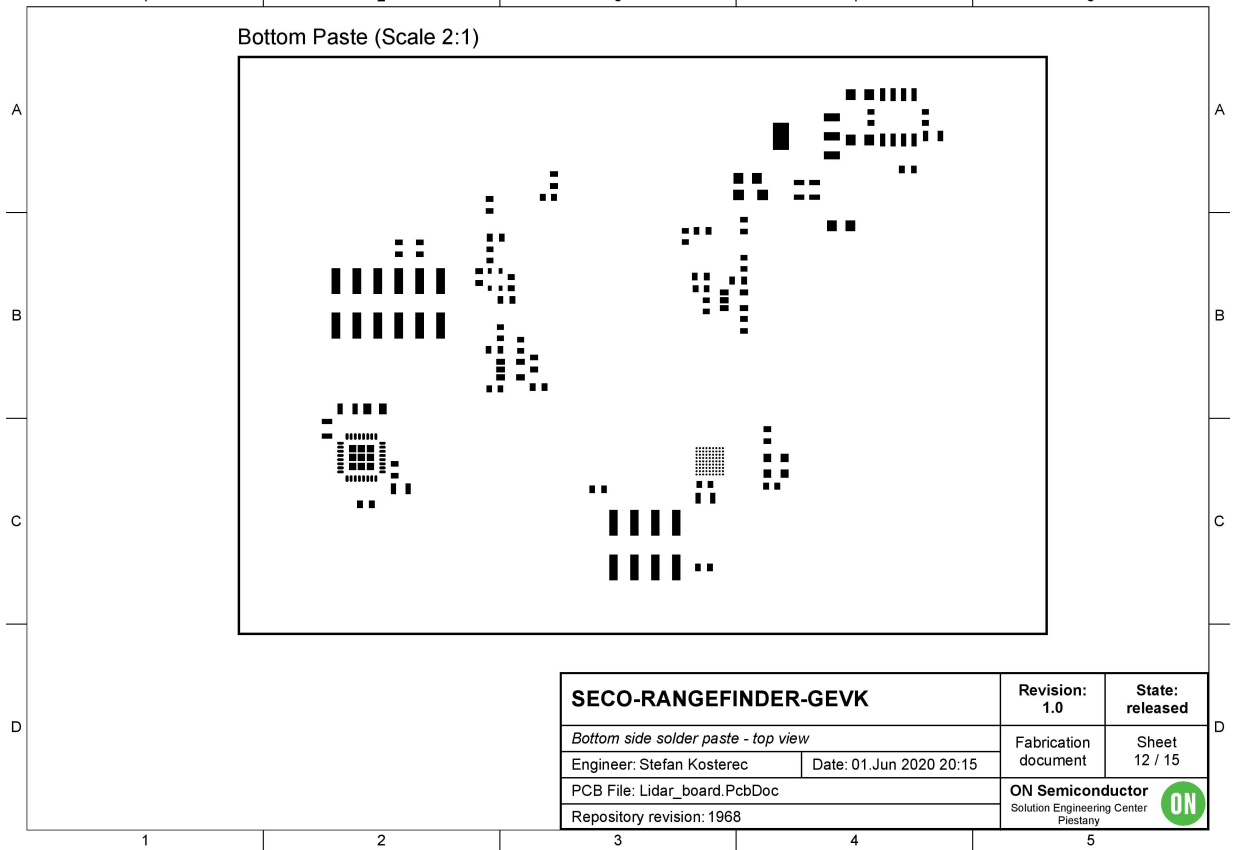 Bottom Paste (Scale 2:1)
A
A
B
B
C
C
D
D
SECO-RANGEFINDER-GEVK
Revision:
1.0
State:
released
Bottom side solder paste - top view
Fabrication
document
Sheet
12 / 15
Engineer: Stefan Kosterec
Date: 01.Jun 2020 20:15
PCB File: Lidar_board.PcbDoc
Repository revision: 1968
ON Semiconductor
Solution Engineering Center
Piestany
ON
1
2
3
4
5